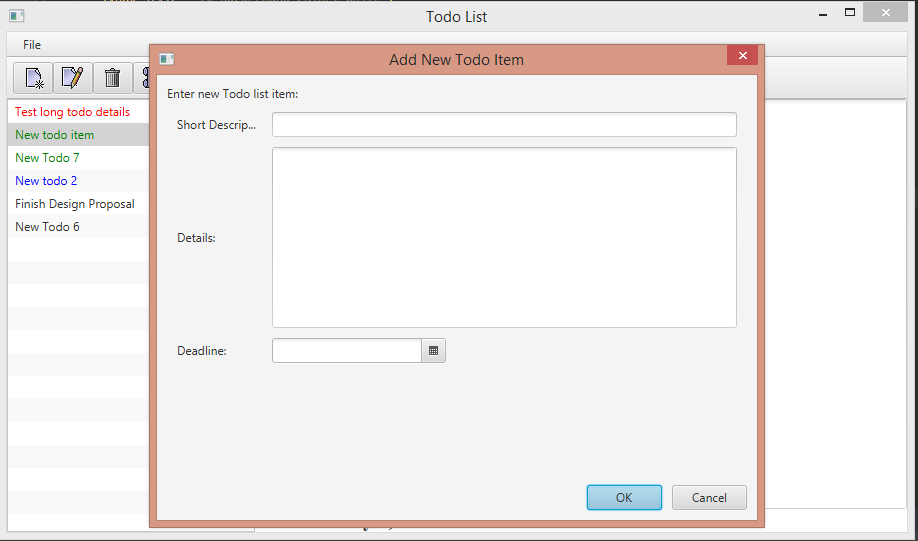 Todo List
File
Add New Todo Item
Enter new Todo list item:
Short Descrip...
Details:
Deadline:
OK
Cancel
Test long todo details
New todo item
New Todo 7
New todo 2
Finish Design Proposal
New Todo 6